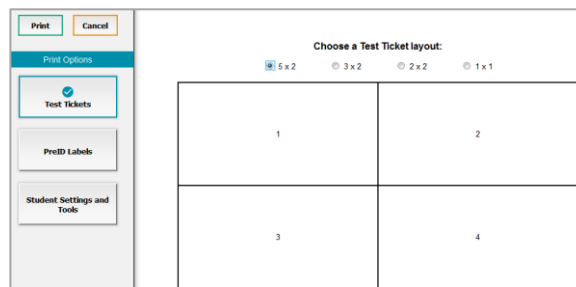 Print Cancel
Print Options
Test Tickets
PreID Labels
Student Settings and
Tools
Choose a Test Ticket layout:
5 x 2 3 x 2 2 x 2 1 x 1
1 2
3 4